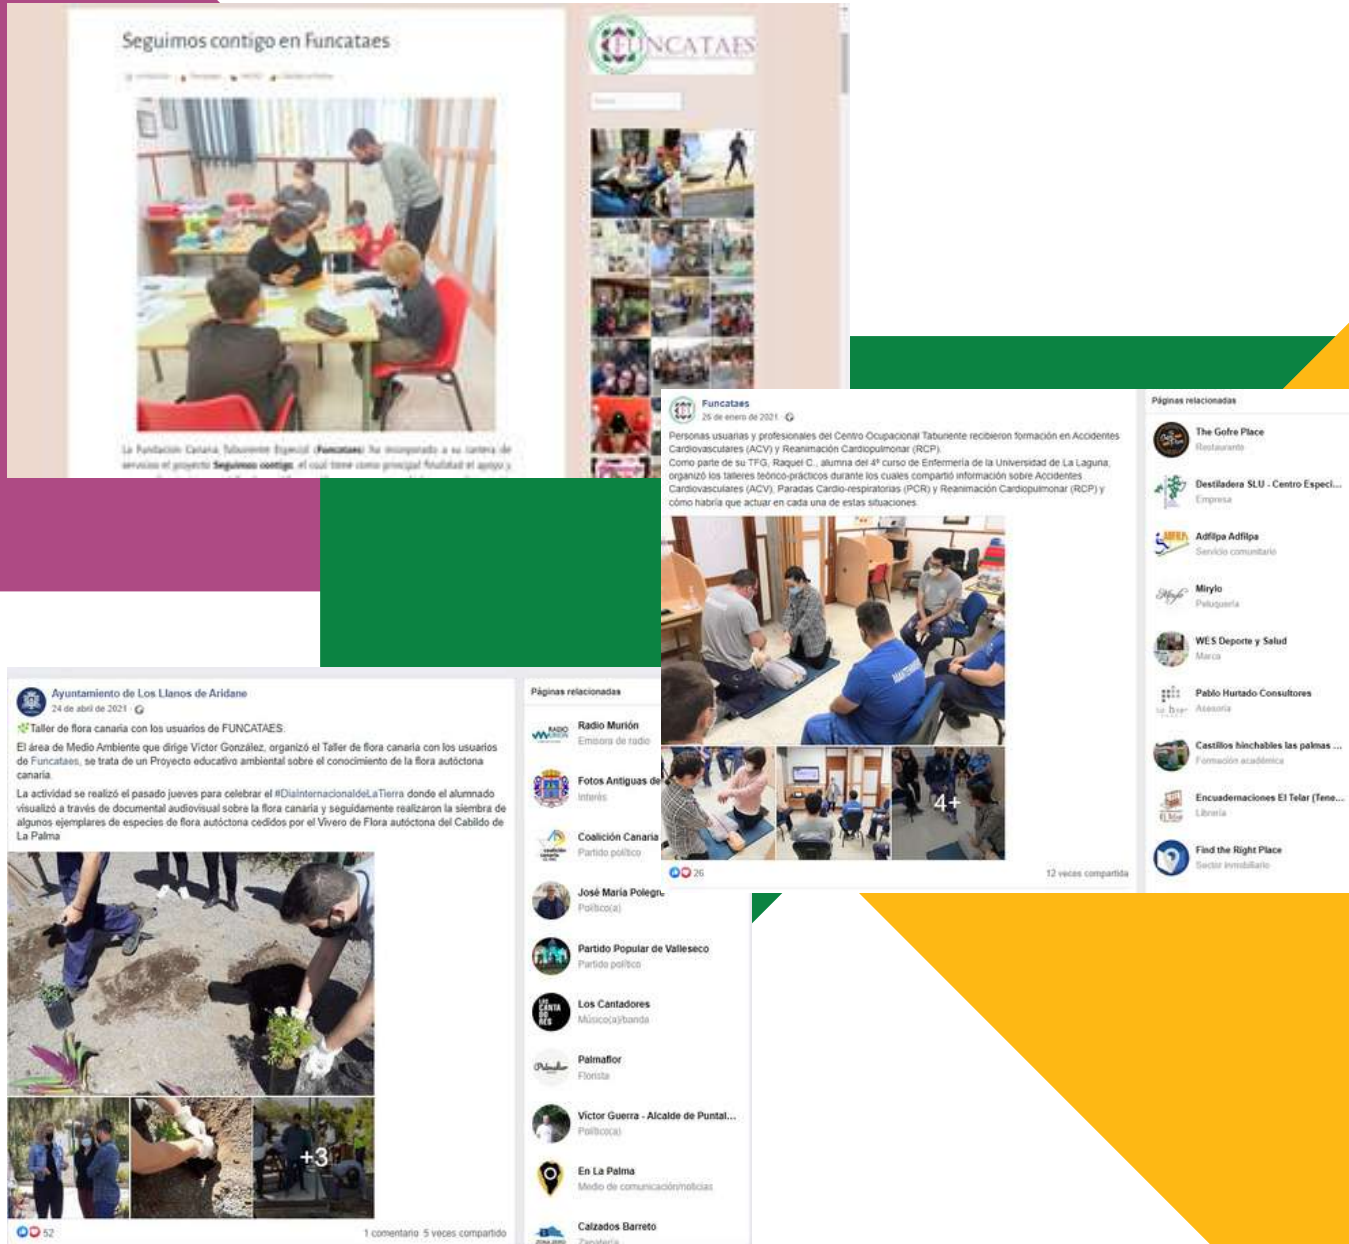 Seguimos contigo en Funcataes
FUNCATAES
La Fundación Canaria Taburiente Especial (Funcataes) ha incorporado a su cartera de
servicios el proyecto Seguimos contigo, el cual tiene como principal finalidad el apoyo y
Funcataes
26 de enero de 2021 ·
Personas usuarias y profesionales del Centro Ocupacional Taburiente recibieron formación en Accidentes
Cardiovasculares (ACV) y Reanimación Cardiopulmonar (RCP).
Como parte de su TFG, Raquel C., alumna del 4º curso de Enfermería de la Universidad de La Laguna,
organizó los talleres teórico-prácticos durante los cuales compartió información sobre Accidentes
Cardiovasculares (ACV), Paradas Cardio-respiratorias (PCR) y Reanimación Cardiopulmonar (RCP) y
cómo habría que actuar en cada una de estas situaciones.
MANTENIMI
4+
26
12 veces compartida
Páginas relacionadas
The Gofre Place
Restaurante
Destiladera SLU - Centro Especi...
Empresa
Adfilpa Adfilpa
Servicio comunitario
Mirylo
Peluquería
WES Deporte y Salud
Marca
Pablo Hurtado Consultores
Asesoría
Castillos hinchables las palmas ...
Formación académica
Encuadernaciones El Telar (Tene...
Librería
Find the Right Place
Sector inmobiliario
Ayuntamiento de Los Llanos de Aridane
24 de abril de 2021 ·
Taller de flora canaria con los usuarios de FUNCATAES.
El área de Medio Ambiente que dirige Víctor González, organizó el Taller de flora canaria con los usuarios
de Funcataes, se trata de un Proyecto educativo ambiental sobre el conocimiento de la flora autóctona
canaria.
La actividad se realizó el pasado jueves para celebrar el #DíaInternacionaldeLaTierra donde el alumnado
visualizó a través de documental audiovisual sobre la flora canaria y seguidamente realizaron la siembra de
algunos ejemplares de especies de flora autóctona cedidos por el Vivero de Flora autóctona del Cabildo de
La Palma
+3
52
1 comentario 5 veces compartido
Páginas relacionadas
Radio Murión
Emisora de radio
Fotos Antiguas de
Interés
Coalición Canaria
Partido político
José María Polegre
Político(a)
Partido Popular de Valleseco
Partido político
LOS CANTADORES
Los Cantadores
Músico(a)/banda
Palmaflor
Florista
Víctor Guerra - Alcalde de Puntal...
Político(a)
En La Palma
Medio de comunicación/noticias
Calzados Barreto
Zapatería